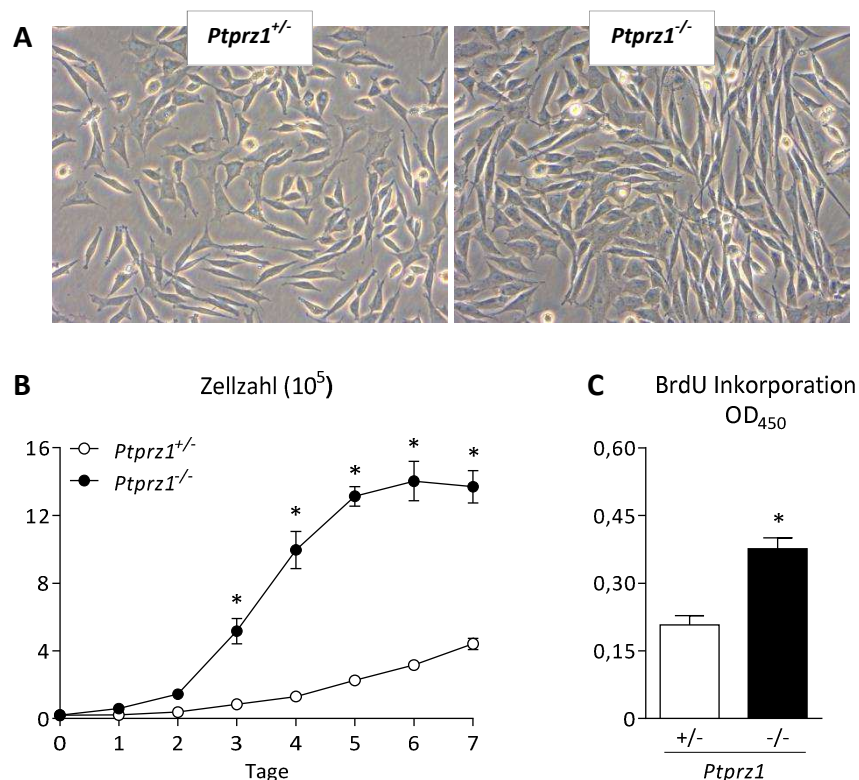 A
Ptprz1+/-
Ptprz1-/-
B
Zellzahl (10⁵)
Ptprz1+/-
Ptprz1-/-
16
12
8
4
0
* * * * *
0 1 2 3 4 5 6 7
Tage
C
BrdU Inkorporation
OD₄₅₀
0,60
0,45
0,30
0,15
0
*
+/- -/-
Ptprz1